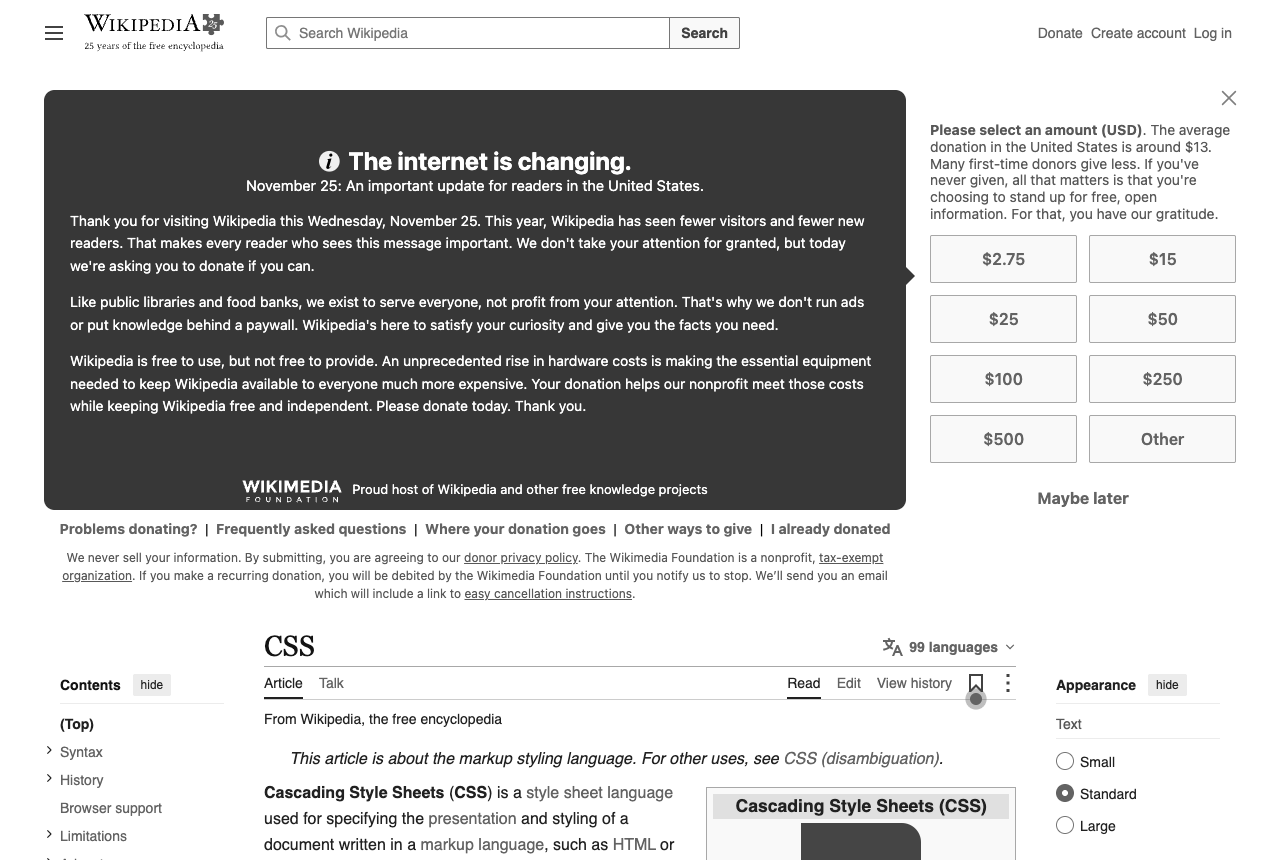 WIKIPEDIA 25
25 years of the free encyclopedia
Search Wikipedia
Search
Donate Create account Log in
The internet is changing.
November 25: An important update for readers in the United States.
Thank you for visiting Wikipedia this Wednesday, November 25. This year, Wikipedia has seen fewer visitors and fewer new
readers. That makes every reader who sees this message important. We don't take your attention for granted, but today
we're asking you to donate if you can.
Like public libraries and food banks, we exist to serve everyone, not profit from your attention. That's why we don't run ads
or put knowledge behind a paywall. Wikipedia's here to satisfy your curiosity and give you the facts you need.
Wikipedia is free to use, but not free to provide. An unprecedented rise in hardware costs is making the essential equipment
needed to keep Wikipedia available to everyone much more expensive. Your donation helps our nonprofit meet those costs
while keeping Wikipedia free and independent. Please donate today. Thank you.
WIKIMEDIA
FOUNDATION
Proud host of Wikipedia and other free knowledge projects
Please select an amount (USD). The average
donation in the United States is around $13.
Many first-time donors give less. If you've
never given, all that matters is that you're
choosing to stand up for free, open
information. For that, you have our gratitude.
$2.75 $15
$25 $50
$100 $250
$500 Other
Maybe later
Problems donating? | Frequently asked questions | Where your donation goes | Other ways to give | I already donated
We never sell your information. By submitting, you are agreeing to our donor privacy policy. The Wikimedia Foundation is a nonprofit, tax-exempt
organization. If you make a recurring donation, you will be debited by the Wikimedia Foundation until you notify us to stop. We'll send you an email
which will include a link to easy cancellation instructions.
Contents hide
(Top)
Syntax
History
Browser support
Limitations
CSS
99 languages
Article Talk
Read Edit View history
From Wikipedia, the free encyclopedia
This article is about the markup styling language. For other uses, see CSS (disambiguation).
Cascading Style Sheets (CSS) is a style sheet language
used for specifying the presentation and styling of a
document written in a markup language, such as HTML or
Cascading Style Sheets (CSS)
Appearance hide
Text
Small
Standard
Large